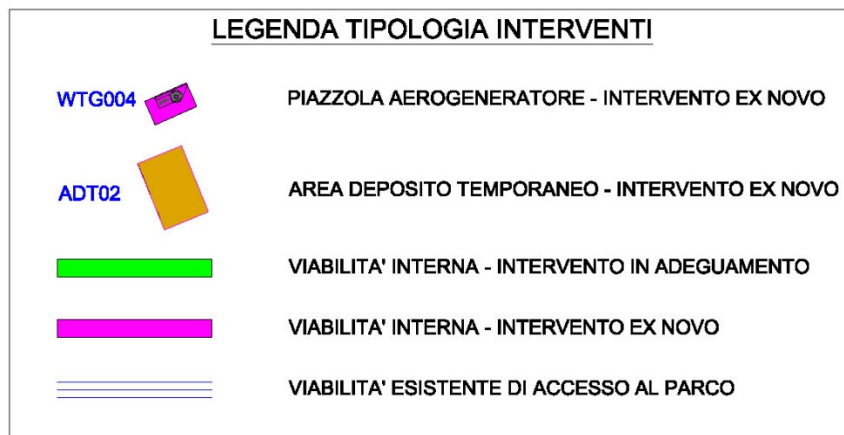 LEGENDA TIPOLOGIA INTERVENTI
WTG004 PIAZZOLA AEROGENERATORE - INTERVENTO EX NOVO
ADT02 AREA DEPOSITO TEMPORANEO - INTERVENTO EX NOVO
VIABILITA' INTERNA - INTERVENTO IN ADEGUAMENTO
VIABILITA' INTERNA - INTERVENTO EX NOVO
VIABILITA' ESISTENTE DI ACCESSO AL PARCO